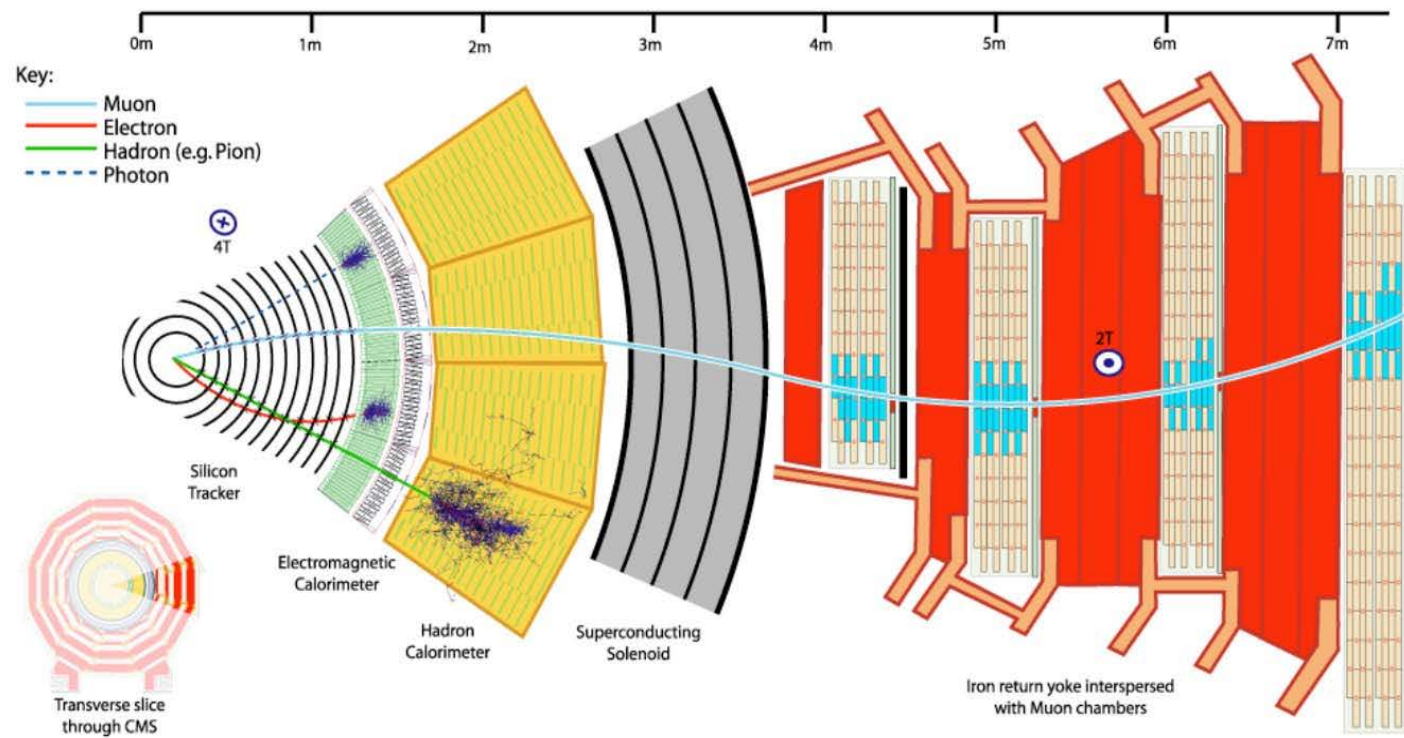 0m 1m 2m 3m 4m 5m 6m 7m
Key:
Muon
Electron
Hadron (e.g. Pion)
Photon
4T
2T
Silicon
Tracker
Electromagnetic
Calorimeter
Hadron
Calorimeter
Superconducting
Solenoid
Iron return yoke interspersed
with Muon chambers
Transverse slice
through CMS